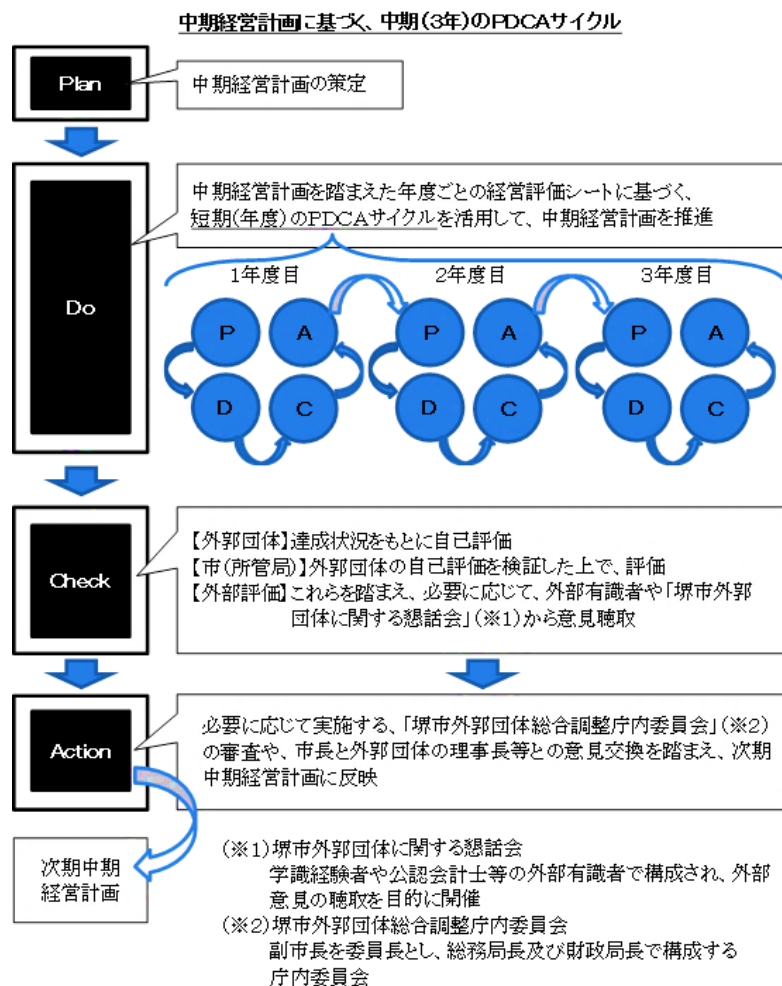 中期経営計画に基づく、中期(3年)のPDCAサイクル
Plan
中期経営計画の策定
Do
中期経営計画を踏まえた年度ごとの経営評価シートに基づく、
短期(年度)のPDCAサイクルを活用して、中期経営計画を推進
1年度目
2年度目
3年度目
P
A
P
A
P
A
D
C
D
C
D
C
Check
【外郭団体】達成状況をもとに自己評価
【市(所管局)】外郭団体の自己評価を検証した上で、評価
【外部評価】これらを踏まえ、必要に応じて、外部有識者や「堺市外郭
団体に関する懇話会」(※1)から意見聴取
Action
必要に応じて実施する、「堺市外郭団体総合調整庁内委員会」(※2)
の審査や、市長と外郭団体の理事長等との意見交換を踏まえ、次期
中期経営計画に反映
次期中期
経営計画
(※1)堺市外郭団体に関する懇話会
学識経験者や公認会計士等の外部有識者で構成され、外部
意見の聴取を目的に開催
(※2)堺市外郭団体総合調整庁内委員会
副市長を委員長とし、総務局長及び財政局長で構成する
庁内委員会